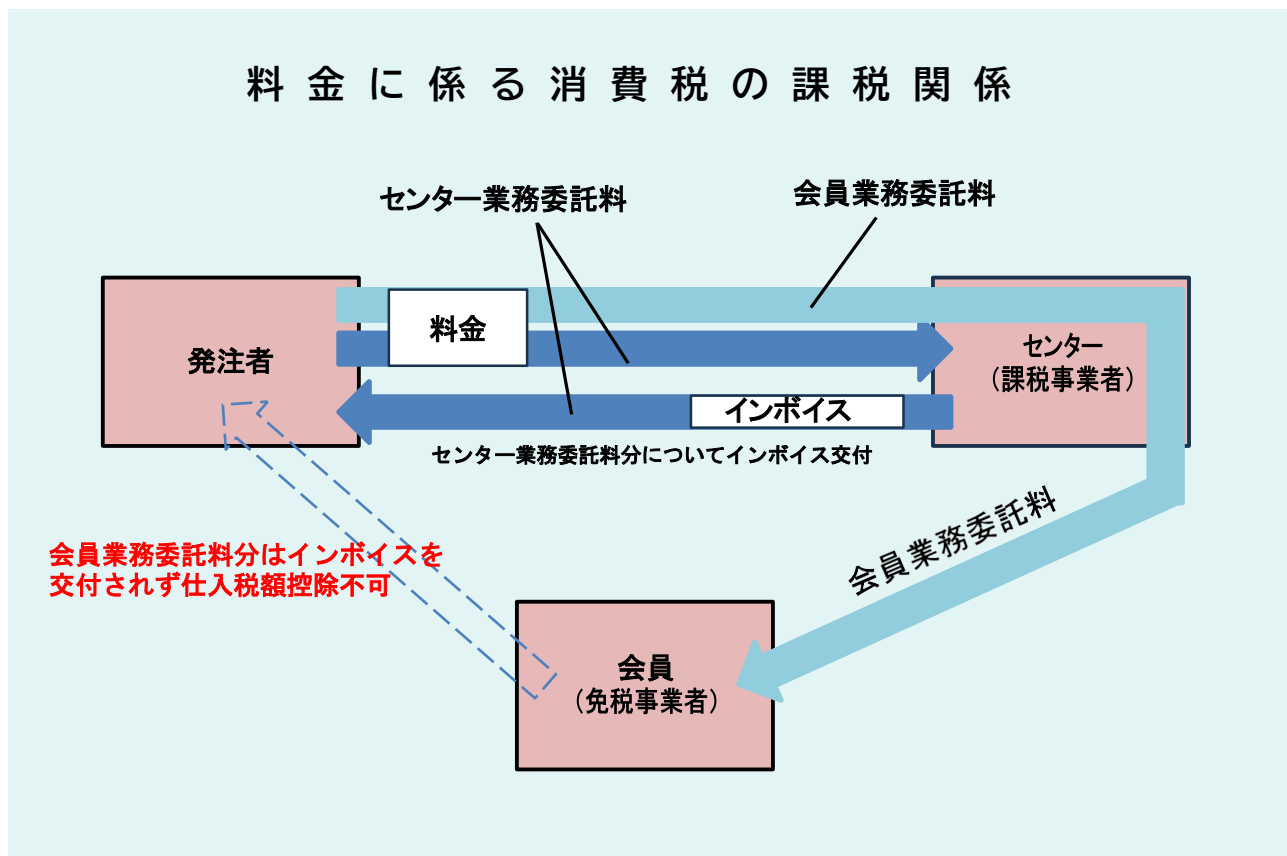 料金に係る消費税の課税関係
センター業務委託料
会員業務委託料
料金
発注者
センター
（課税事業者）
インボイス
センター業務委託料分についてインボイス交付
会員業務委託料
会員業務委託料分はインボイスを
交付されず仕入税額控除不可
会員
（免税事業者）